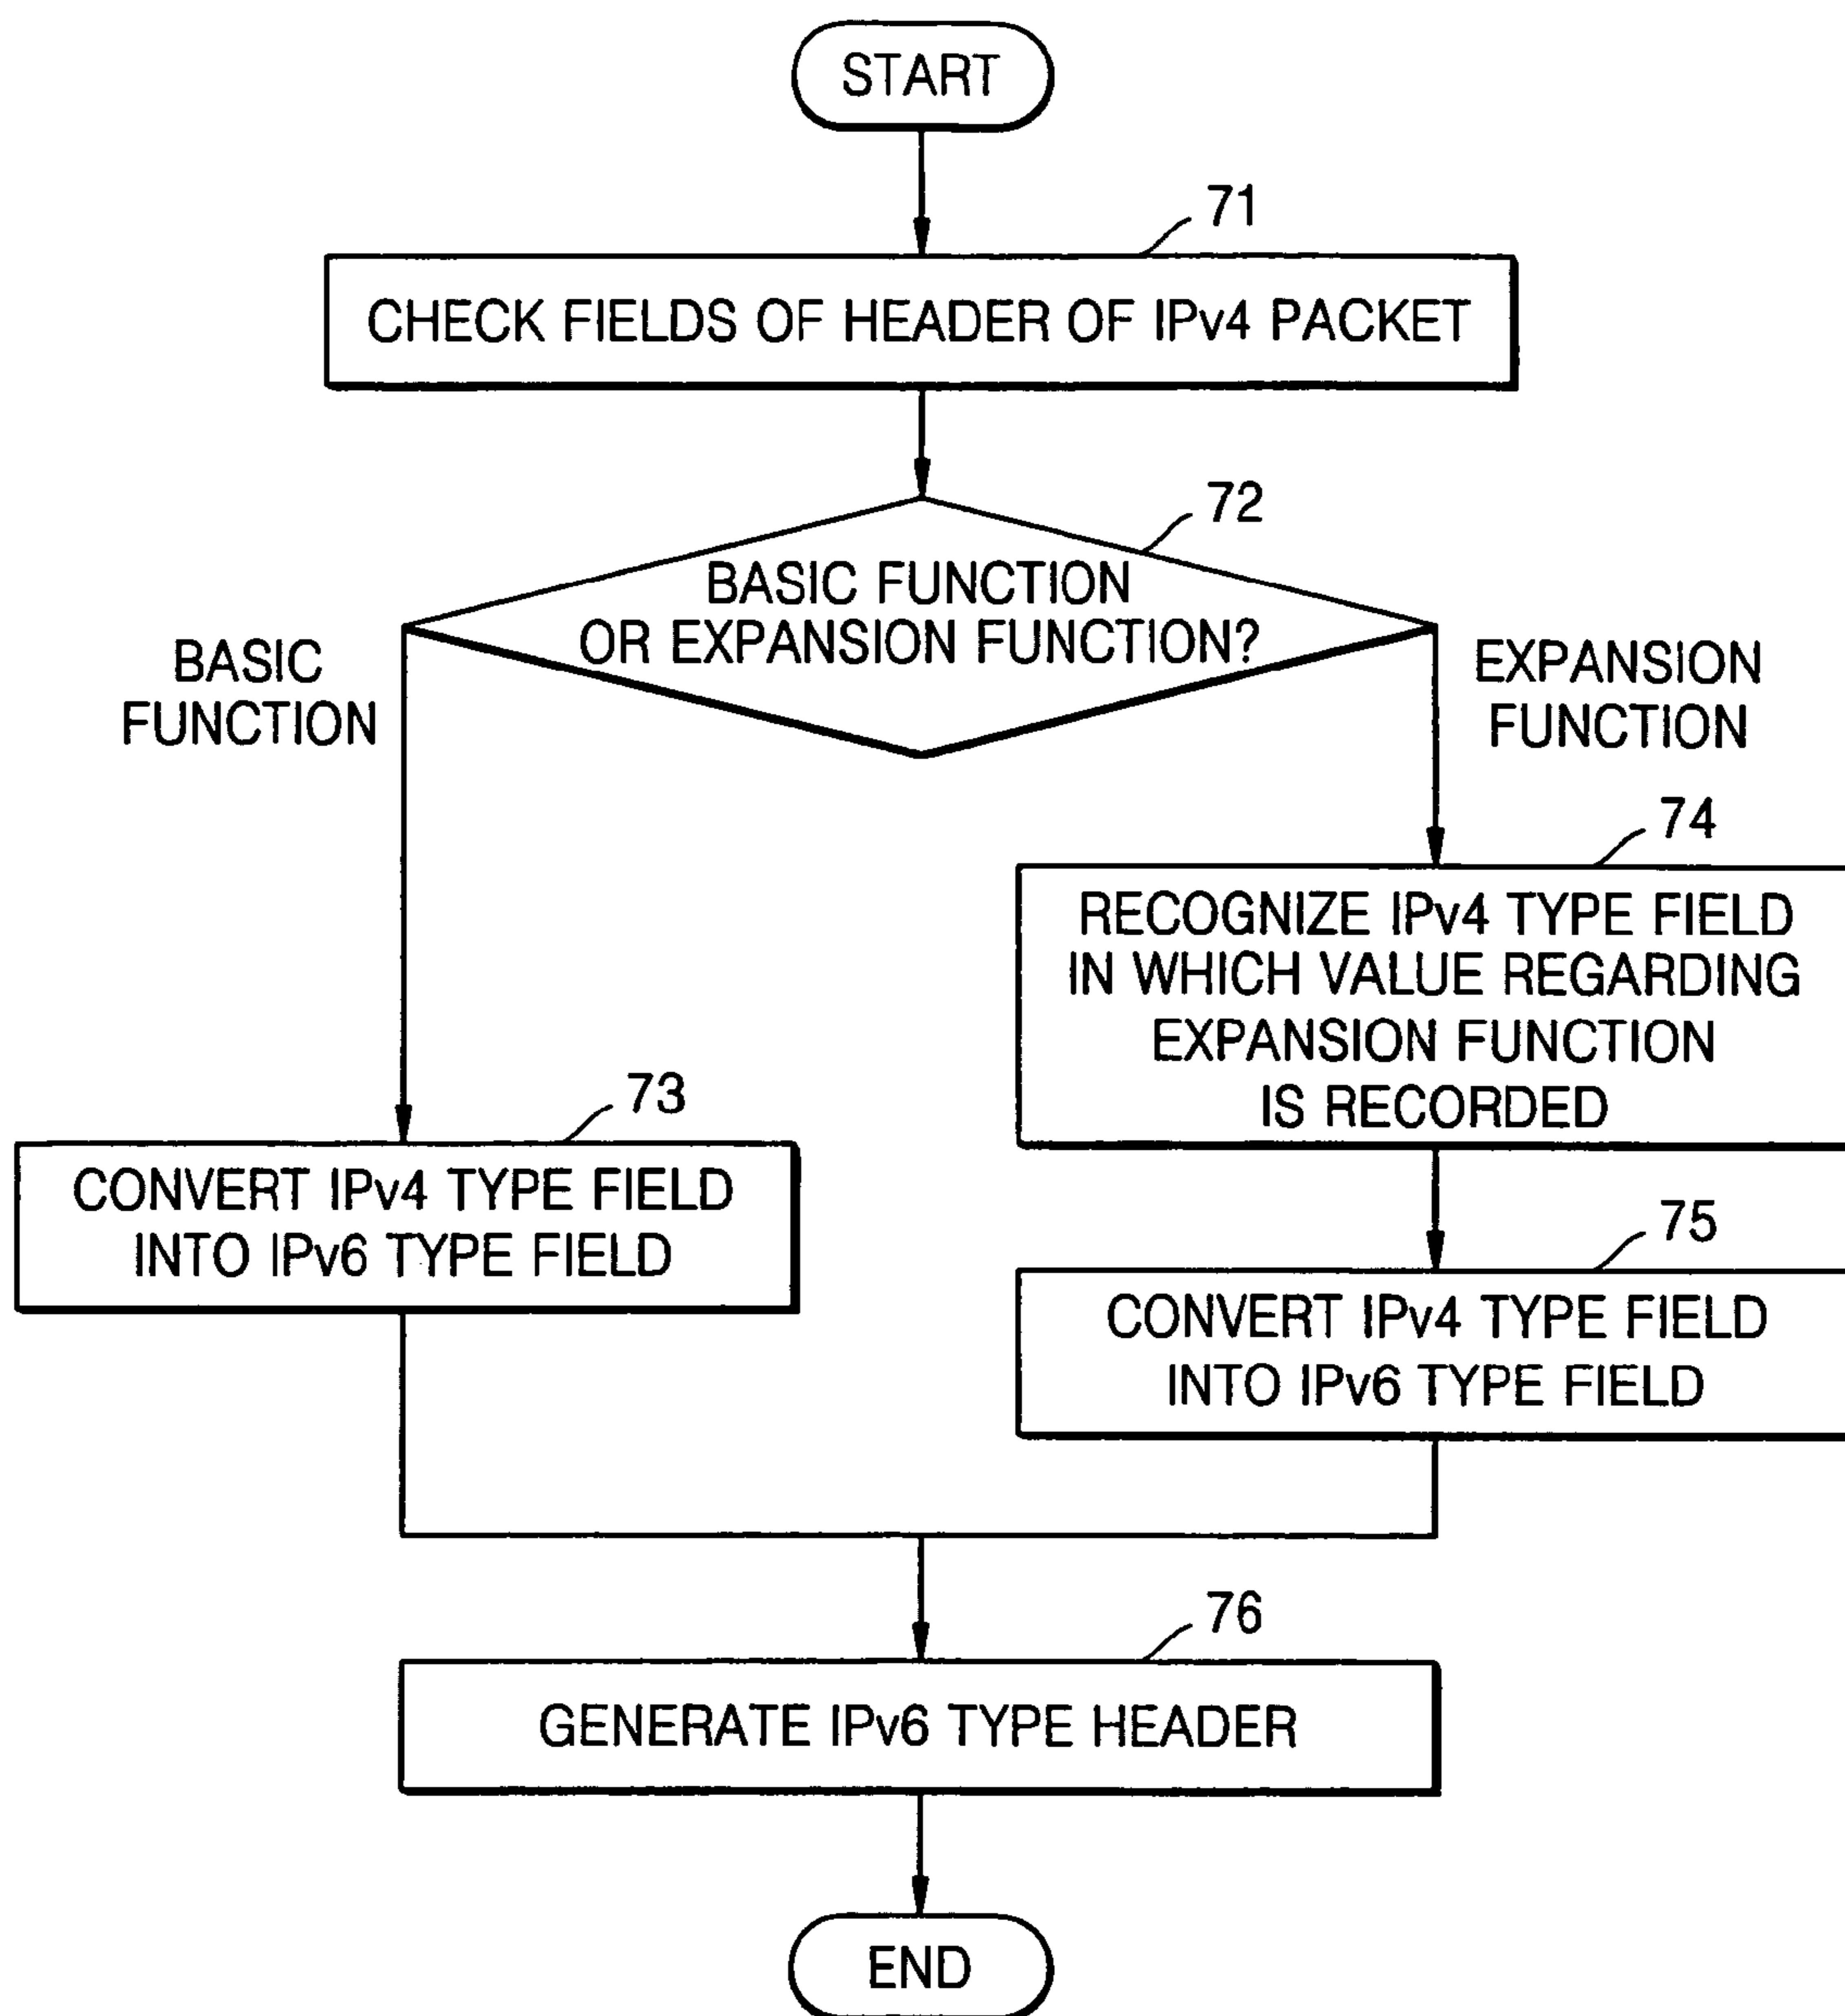 START
71
CHECK FIELDS OF HEADER OF IPv4 PACKET
72
BASIC FUNCTION
OR EXPANSION FUNCTION?
BASIC
FUNCTION
EXPANSION
FUNCTION
74
RECOGNIZE IPv4 TYPE FIELD
IN WHICH VALUE REGARDING
EXPANSION FUNCTION
IS RECORDED
73
CONVERT IPv4 TYPE FIELD
INTO IPv6 TYPE FIELD
75
CONVERT IPv4 TYPE FIELD
INTO IPv6 TYPE FIELD
76
GENERATE IPv6 TYPE HEADER
END